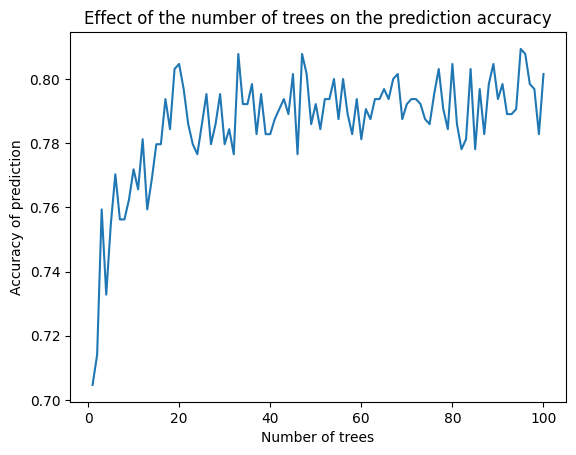 Effect of the number of trees on the prediction accuracy
Accuracy of prediction
0.80
0.78
0.76
0.74
0.72
0.70
0 20 40 60 80 100
Number of trees